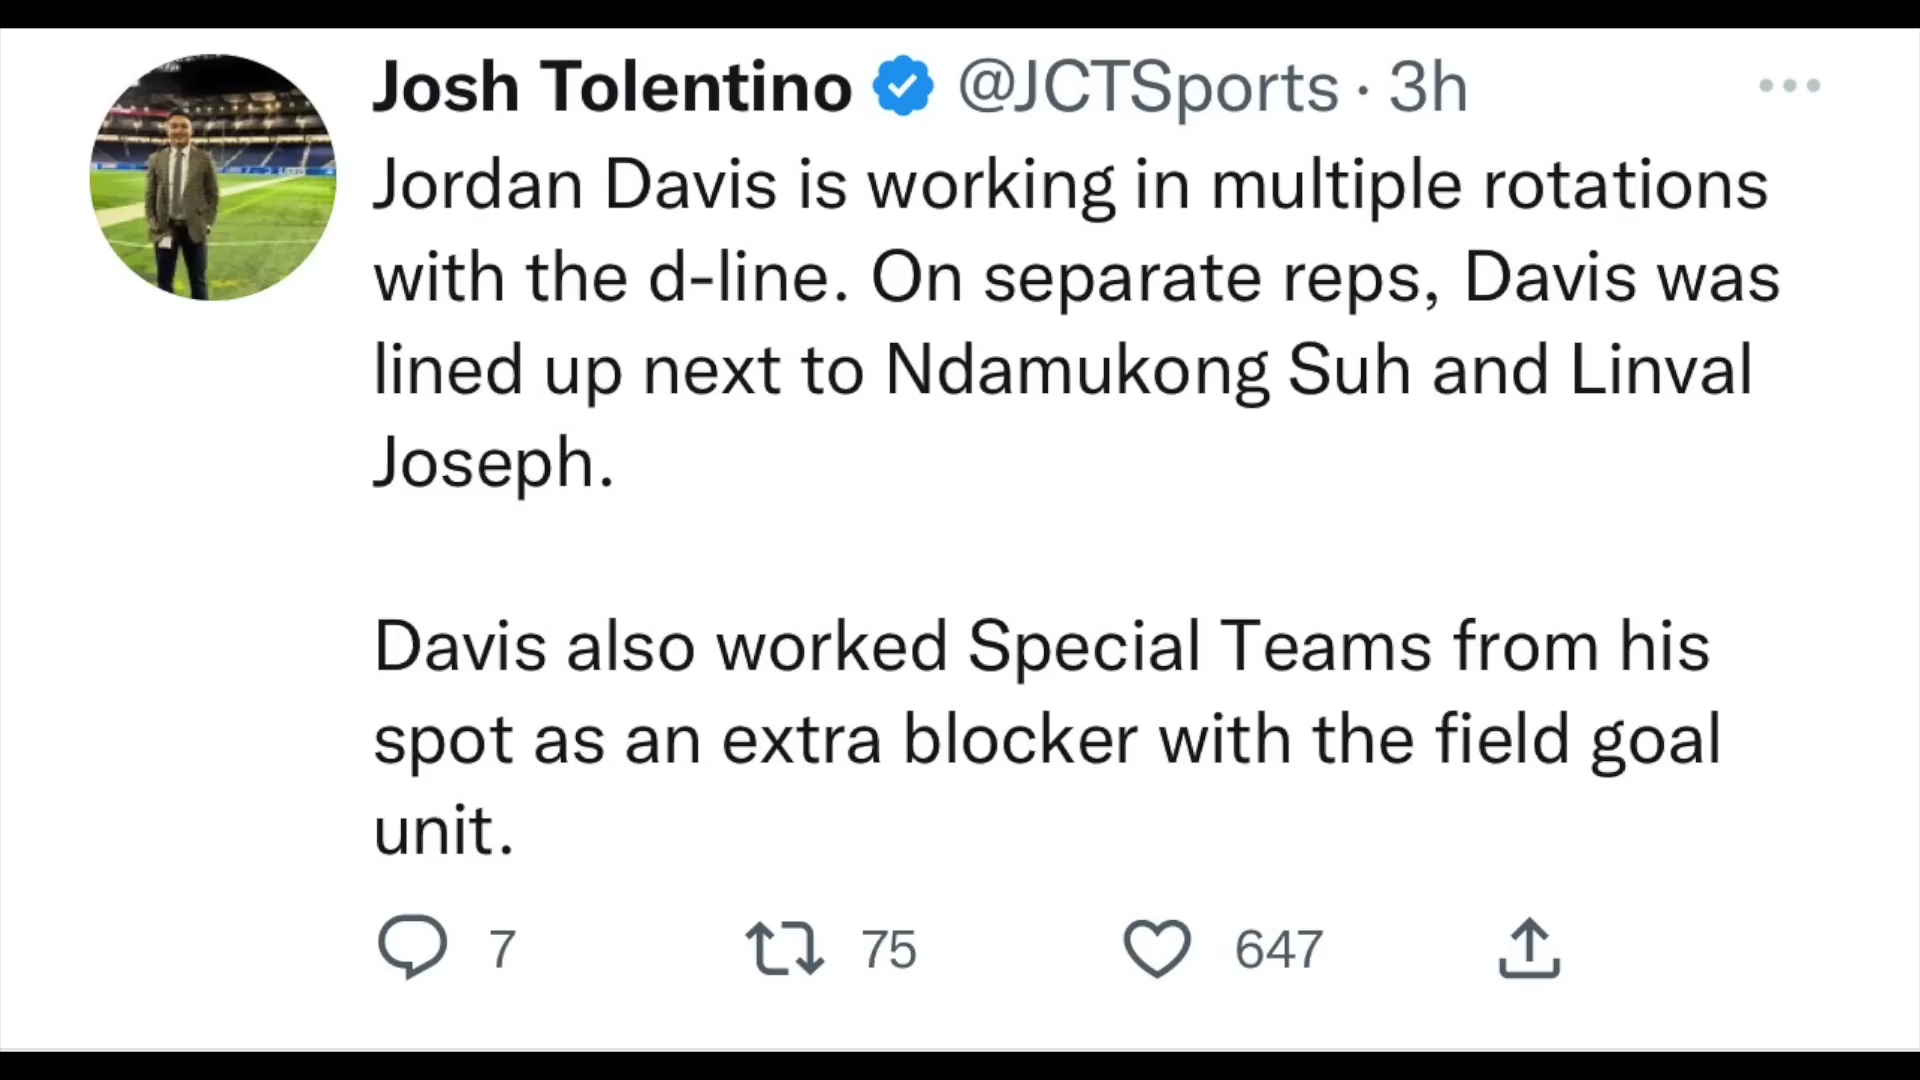 Josh Tolentino @JCTSports · 3h
Jordan Davis is working in multiple rotations
with the d-line. On separate reps, Davis was
lined up next to Ndamukong Suh and Linval
Joseph.
Davis also worked Special Teams from his
spot as an extra blocker with the field goal
unit.
7 75 647